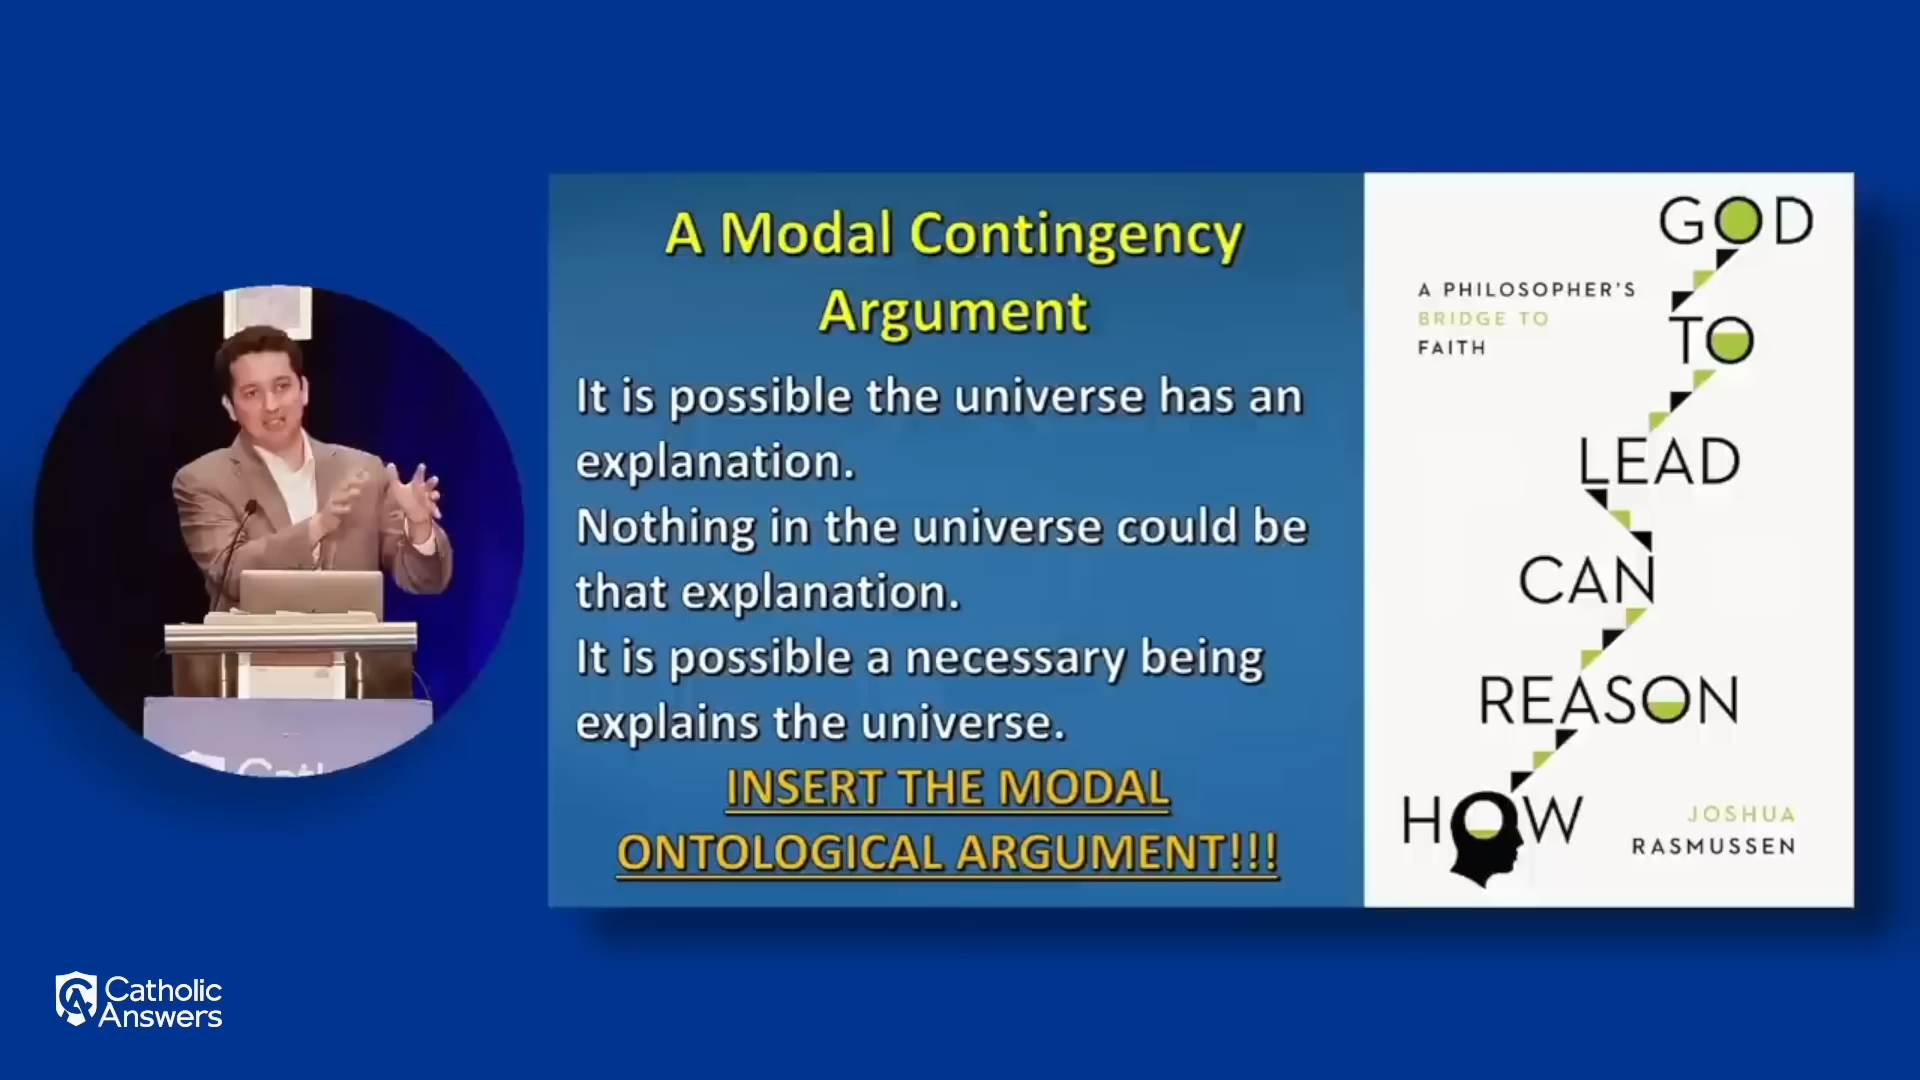 A Modal Contingency
Argument
It is possible the universe has an
explanation.
Nothing in the universe could be
that explanation.
It is possible a necessary being
explains the universe.
INSERT THE MODAL
ONTOLOGICAL ARGUMENT!!!
GOD
A PHILOSOPHER'S
BRIDGE TO
FAITH
TO
LEAD
CAN
REASON
HOW
JOSHUA
RASMUSSEN
Catholic
Answers